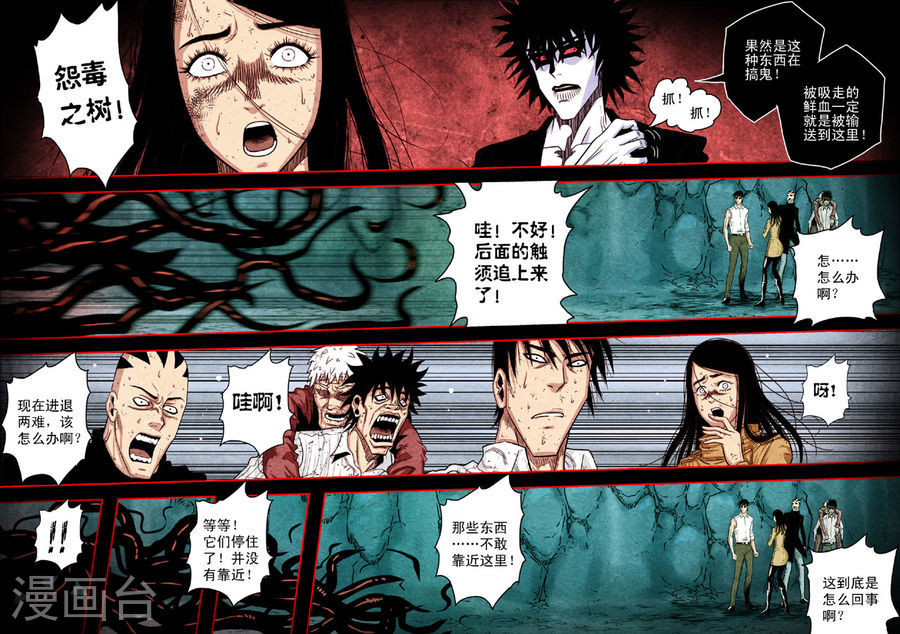 怨毒
之树！
抓！
抓！
果然是这
种东西在
搞鬼！
被吸走的
鲜血一定
就是被输
送到这里！
哇！不好！
后面的触
须追上来
了！
怎……
怎么办
啊？
现在进退
两难，该
怎么办啊？
哇啊！
呀！
!!
等等！
它们停住
了！并没
有靠近！
那些东西
……不敢
靠近这里！
这到底是
怎么回事
啊？
漫画台